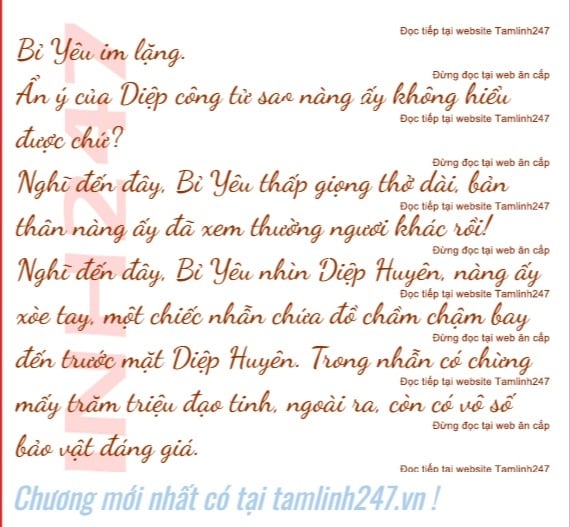 Đọc tiếp tại website Tamlinh247
Bỉ Yêu im lặng.
Đừng đọc tại web ăn cắp
Ẩn ý của Diệp công tử sao nàng ấy không hiểu
Đọc tiếp tại website Tamlinh247
được chứ?
Đừng đọc tại web ăn cắp
Nghĩ đến đây, Bỉ Yêu thấp giọng thở dài, bản
Đọc tiếp tại website Tamlinh247
thân nàng ấy đã xem thường người khác rồi!
Đừng đọc tại web ăn cắp
Nghĩ đến đây, Bỉ Yêu nhìn Diệp Huyên, nàng ấy
Đọc tiếp tại website Tamlinh247
xòe tay, một chiếc nhẫn chứa đồ chầm chậm bay
Đừng đọc tại web ăn cắp
đến trước mặt Diệp Huyên. Trong nhẫn có chừng
Đọc tiếp tại website Tamlinh247
mấy trăm triệu đạo tinh, ngoài ra, còn có vô số
Đừng đọc tại web ăn cắp
bảo vật đáng giá.
Đọc tiếp tại website Tamlinh247
INH247
Chương mới nhất có tại tamlinh247.vn !